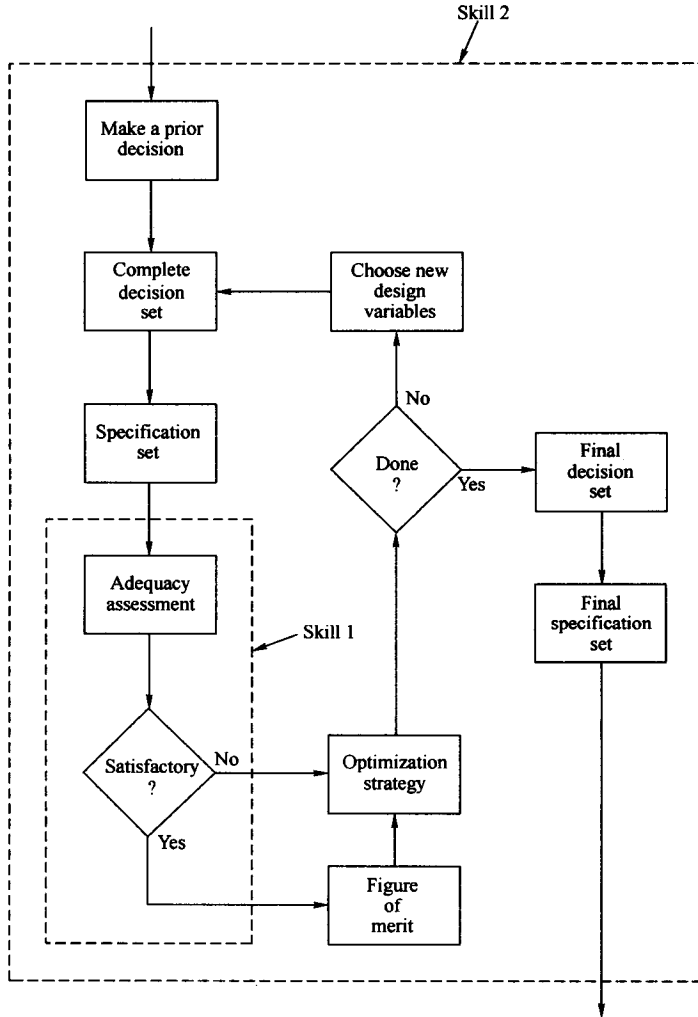 Skill 2
Make a prior
decision
Complete
decision
set
Choose new
design
variables
No
Specification
set
Done
?
Yes
Final
decision
set
Adequacy
assessment
Final
specification
set
Skill 1
Satisfactory
?
No
Yes
Optimization
strategy
Figure
of
merit